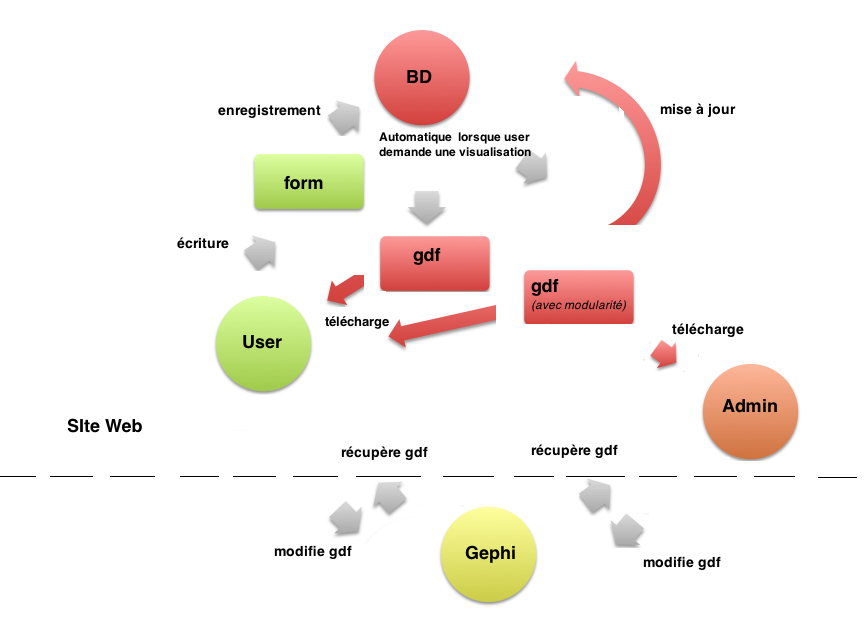 BD
enregistrement
mise à jour
Automatique lorsque user
demande une visualisation
form
écriture
gdf
gdf
(avec modularité)
télécharge
télécharge
User
Admin
SIte Web
récupère gdf
récupère gdf
modifie gdf
Gephi
modifie gdf